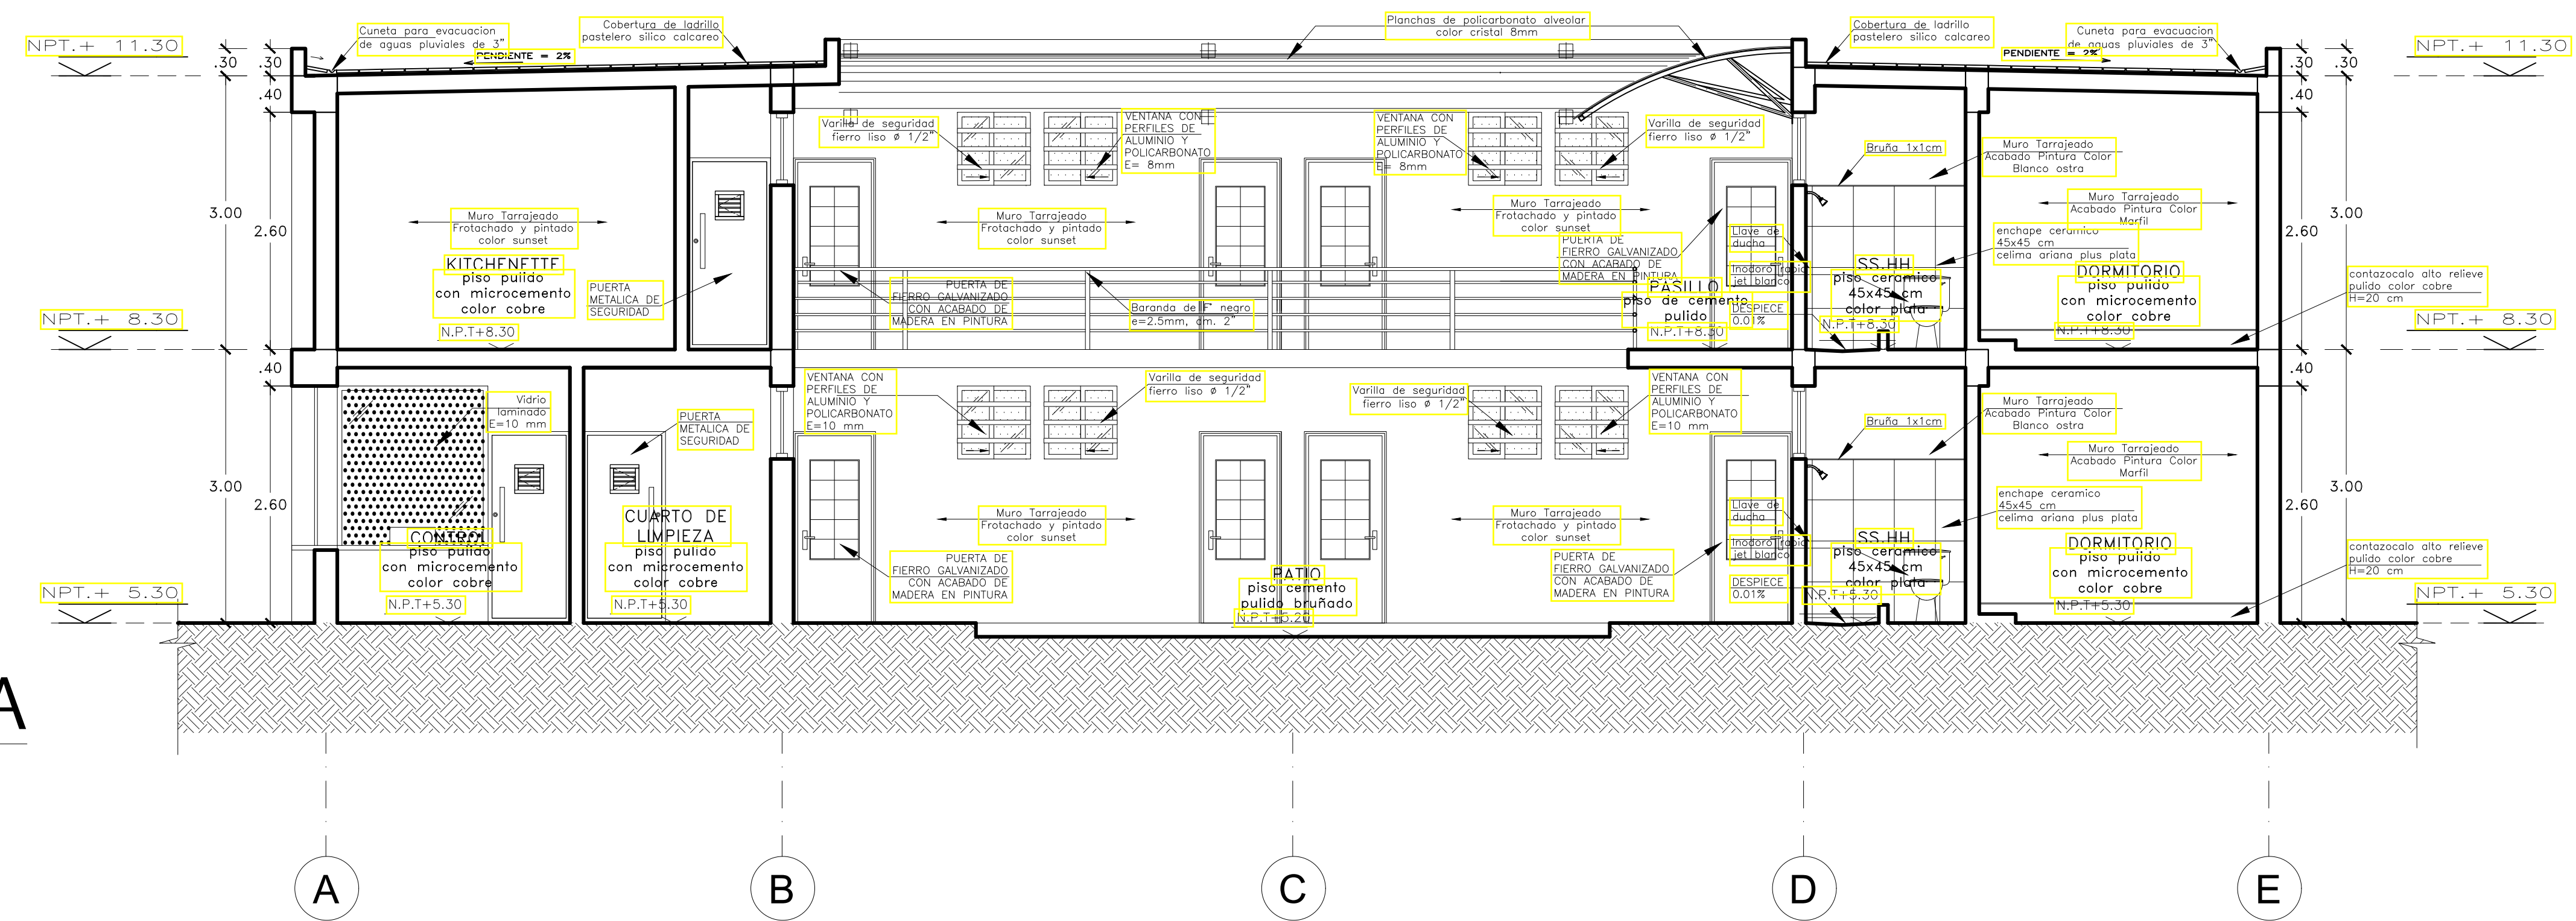 Cuneta para evacuacion
de aguas pluviales de 3"
Cobertura de ladrillo
pastelero silico calcareo
Planchas de policarbonato alveolar
color cristal 8mm
Cobertura de ladrillo
pastelero silico calcareo
Cuneta para evacuacion
de aguas pluviales de 3"
NPT.+ 11.30
NPT.+ 11.30
PENDIENTE = 2%
PENDIENTE = 2%
.30
.30
.30
.30
.40
.40
Varilla de seguridad
fierro liso ø 1/2"
VENTANA CON
PERFILES DE
ALUMINIO Y
POLICARBONATO
E= 8mm
VENTANA CON
PERFILES DE
ALUMINIO Y
POLICARBONATO
E= 8mm
Varilla de seguridad
fierro liso ø 1/2"
Bruña 1x1cm
Muro Tarrajeado
Acabado Pintura Color
Blanco ostra
3.00
2.60
Muro Tarrajeado
Frotachado y pintado
color sunset
Muro Tarrajeado
Frotachado y pintado
color sunset
Muro Tarrajeado
Frotachado y pintado
color sunset
Muro Tarrajeado
Acabado Pintura Color
Marfil
2.60
3.00
KITCHENETTE
piso pulido
con microcemento
color cobre
N.P.T+8.30
PUERTA
METALICA DE
SEGURIDAD
PUERTA DE
FIERRO GALVANIZADO
CON ACABADO DE
MADERA EN PINTURA
Baranda de F° negro
e=2.5mm, dm. 2"
PUERTA DE
FIERRO GALVANIZADO
CON ACABADO DE
MADERA EN PINTURA
PASILLO
piso de cemento
pulido
N.P.T+8.30
Llave de
ducha
Inodoro rapid
jet blanco
DESPIECE
0.01%
SS.HH
piso ceramico
45x45 cm
color plata
N.P.T+8.30
enchape ceramico
45x45 cm
celima ariana plus plata
DORMITORIO
piso pulido
con microcemento
color cobre
N.P.T+8.30
contazocalo alto relieve
pulido color cobre
H=20 cm
NPT.+ 8.30
NPT.+ 8.30
.40
.40
Vidrio
laminado
E=10 mm
PUERTA
METALICA DE
SEGURIDAD
VENTANA CON
PERFILES DE
ALUMINIO Y
POLICARBONATO
E=10 mm
Varilla de seguridad
fierro liso ø 1/2"
Varilla de seguridad
fierro liso ø 1/2"
VENTANA CON
PERFILES DE
ALUMINIO Y
POLICARBONATO
E=10 mm
Bruña 1x1cm
Muro Tarrajeado
Acabado Pintura Color
Blanco ostra
Muro Tarrajeado
Acabado Pintura Color
Marfil
3.00
2.60
2.60
3.00
CONTROL
piso pulido
con microcemento
color cobre
N.P.T+5.30
CUARTO DE
LIMPIEZA
piso pulido
con microcemento
color cobre
N.P.T+5.30
Muro Tarrajeado
Frotachado y pintado
color sunset
Muro Tarrajeado
Frotachado y pintado
color sunset
PUERTA DE
FIERRO GALVANIZADO
CON ACABADO DE
MADERA EN PINTURA
PATIO
piso cemento
pulido bruñado
N.P.T+5.20
PUERTA DE
FIERRO GALVANIZADO
CON ACABADO DE
MADERA EN PINTURA
Llave de
ducha
Inodoro rapid
jet blanco
DESPIECE
0.01%
SS.HH
piso ceramico
45x45 cm
color plata
N.P.T+5.30
enchape ceramico
45x45 cm
celima ariana plus plata
DORMITORIO
piso pulido
con microcemento
color cobre
N.P.T+5.30
contazocalo alto relieve
pulido color cobre
H=20 cm
NPT.+ 5.30
NPT.+ 5.30
A
A
B
C
D
E